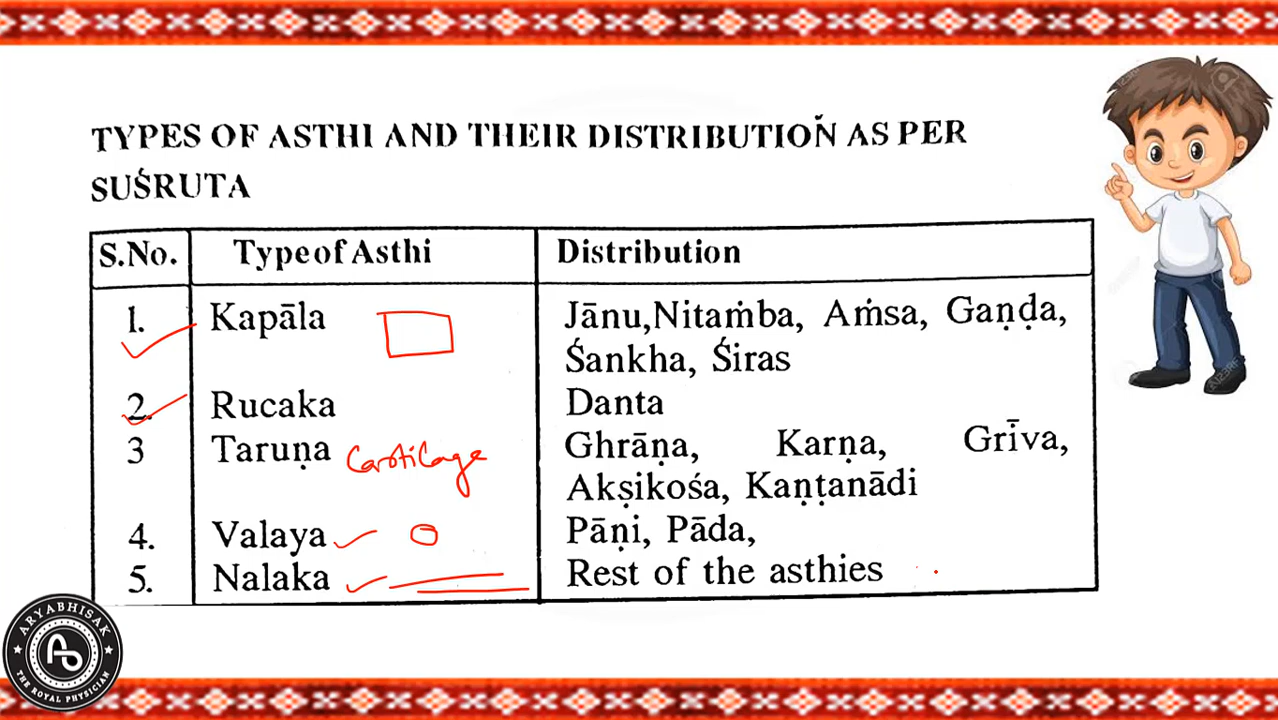 TYPES OF ASTHI AND THEIR DISTRIBUTION AS PER
SUŚRUTA
S.No. Type of Asthi Distribution
1. Kapāla Jānu,Nitaṁba, Aṁsa, Gaṇḍa,
Śankha, Śiras
2. Rucaka Danta
3 Taruṇa Cartilage Ghrāṇa, Karṇa, Grīva,
Akṣikośa, Kaṇṭanādi
4. Valaya Pāṇi, Pāda,
5. Nalaka Rest of the asthies
ARYABHISAK
THE ROYAL PHYSICIAN